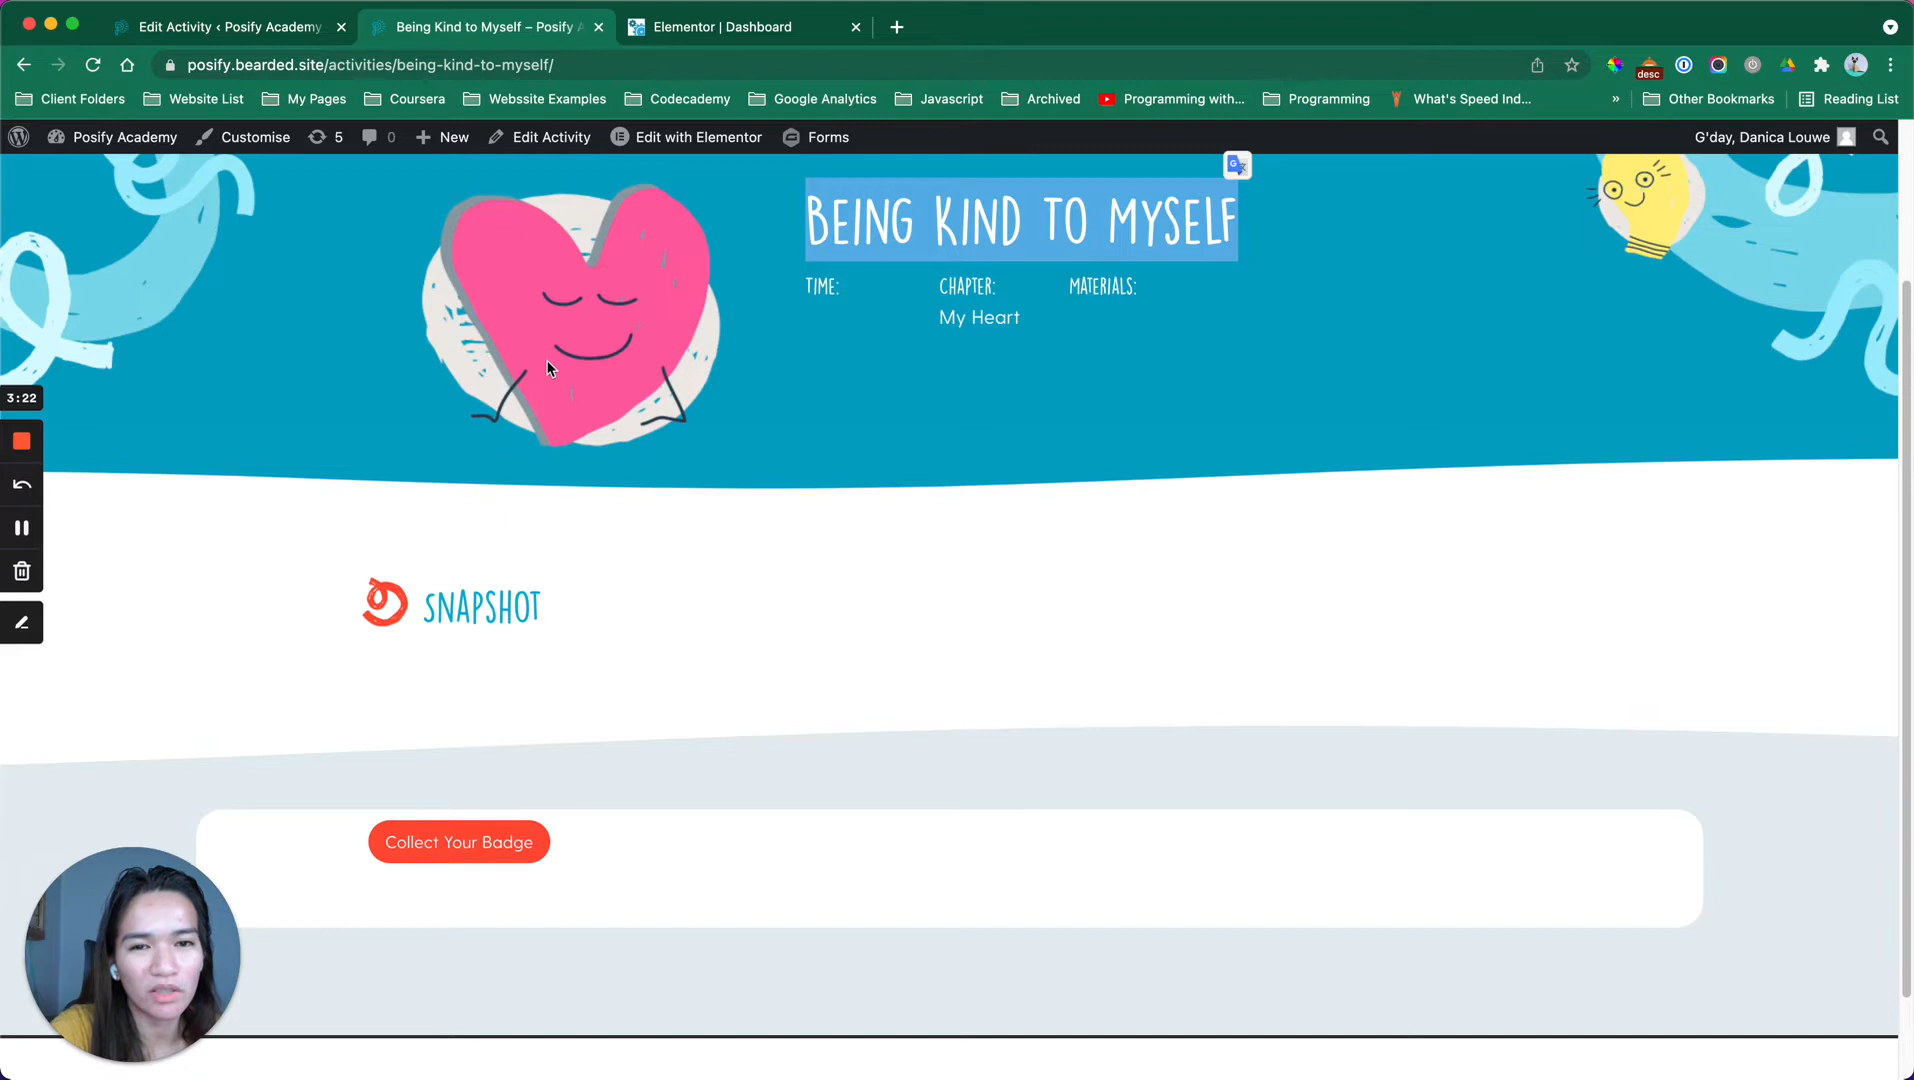 Edit Activity ‹ Posify Academy
Being Kind to Myself – Posify A
Elementor | Dashboard
posify.bearded.site/activities/being-kind-to-myself/
desc
Client Folders
Website List
My Pages
Coursera
Webssite Examples
Codecademy
Google Analytics
Javascript
Archived
Programming with...
Programming
What's Speed Ind...
»
Other Bookmarks
Reading List
Posify Academy
Customise
5
0
New
Edit Activity
Edit with Elementor
Forms
G'day, Danica Louwe
BEING KIND TO MYSELF
TIME:
CHAPTER:
MATERIALS:
My Heart
3:22
SNAPSHOT
Collect Your Badge